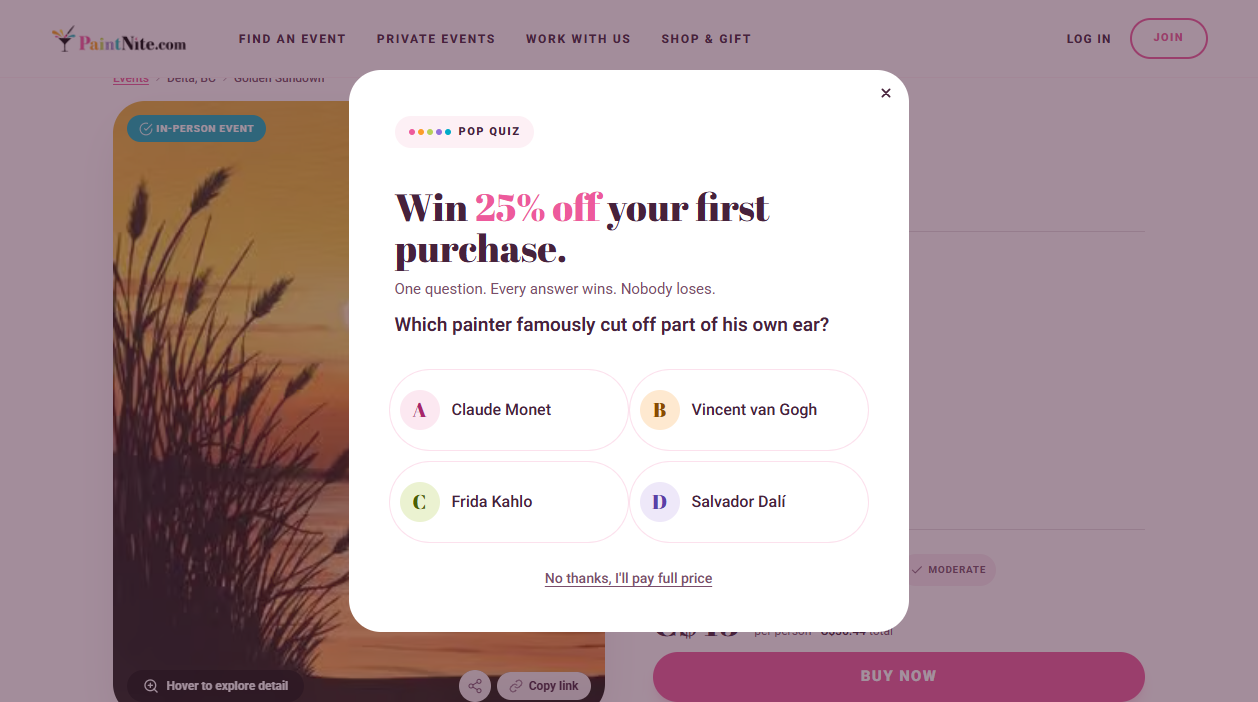 PaintNite.com
FIND AN EVENT
PRIVATE EVENTS
WORK WITH US
SHOP & GIFT
LOG IN
JOIN
Events › Delta, BC › Golden Sundown
IN-PERSON EVENT
POP QUIZ
Win 25% off your first
purchase.
One question. Every answer wins. Nobody loses.
Which painter famously cut off part of his own ear?
A Claude Monet
B Vincent van Gogh
C Frida Kahlo
D Salvador Dalí
No thanks, I'll pay full price
MODERATE
per person
total
BUY NOW
Hover to explore detail
Copy link